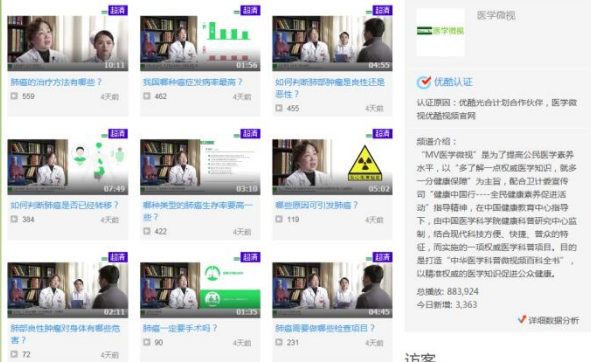 超清
10:11
肺癌的治疗方法有哪些?
559
4天前
超清
01:56
我国哪种癌症发病率最高?
462
4天前
超清
04:55
如何判断肺部肿瘤是良性还是
恶性?
455
4天前
超清
07:49
如何判断肺癌是否已经转移?
384
4天前
超清
03:10
哪种类型的肺癌生存率要高一
些?
422
4天前
超清
05:02
哪些原因可引发肺癌?
119
4天前
超清
02:11
肺部良性肿瘤对身体有哪些危
害?
72
4天前
超清
01:35
肺癌一定要手术吗?
90
4天前
超清
04:45
肺癌需要做哪些检查项目?
231
4天前
医学微视
医学微视
优酷认证
认证原因:优酷光合计划合作伙伴,医学微
视优酷视频官网
频道介绍:
“MV医学微视”是为了提高公民医学素养
水平,以“多了解一点权威医学知识,就多
一分健康保障”为主旨,配合卫计委宣传
司“健康中国行----全民健康素养促进活
动”指导精神,在中国健康教育中心指导
下,由中国医学科学院健康科普研究中心监
制,结合现代科技方便、快捷、普众的特
征,而实施的一项权威医学科普项目。目的
是打造“中华医学科普微视频百科全书”,
以精准权威的医学知识促进公众健康。
总播放: 883,924
今日新增: 3,363
详细数据分析
访客